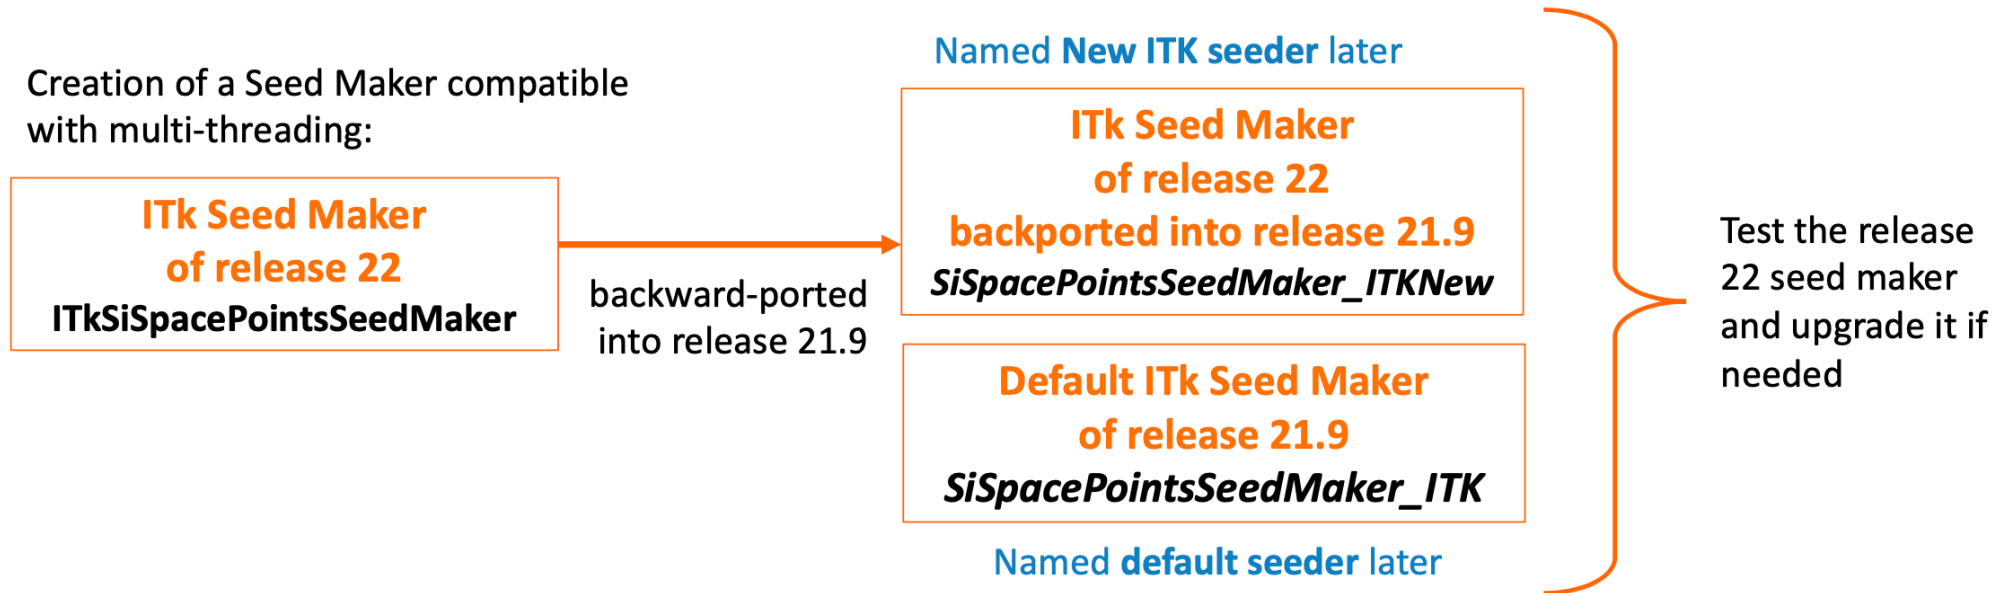 Creation of a Seed Maker compatible
with multi-threading:
ITk Seed Maker
of release 22
ITkSiSpacePointsSeedMaker
backward-ported
into release 21.9
Named New ITK seeder later
ITk Seed Maker
of release 22
backported into release 21.9
SiSpacePointsSeedMaker_ITKNew
Default ITk Seed Maker
of release 21.9
SiSpacePointsSeedMaker_ITK
Named default seeder later
Test the release
22 seed maker
and upgrade it if
needed